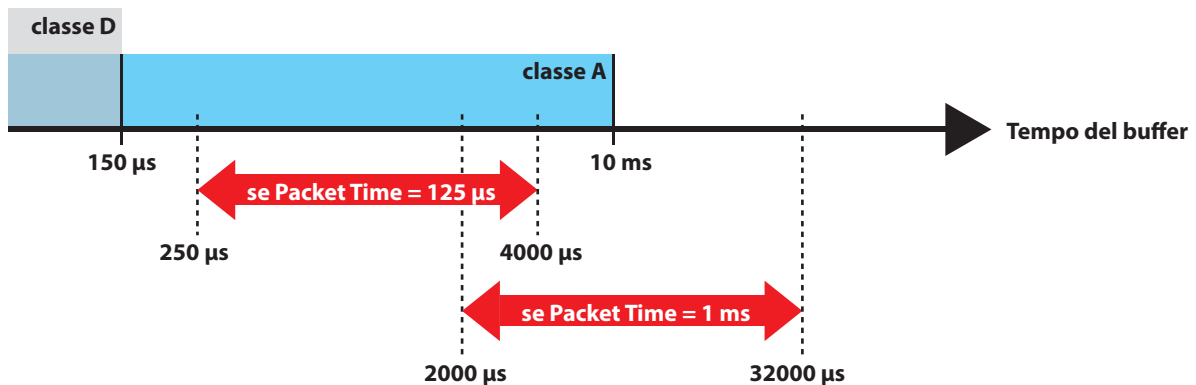 classe D
classe A
Tempo del buffer
150 µs
10 ms
se Packet Time = 125 µs
250 µs
4000 µs
se Packet Time = 1 ms
2000 µs
32000 µs